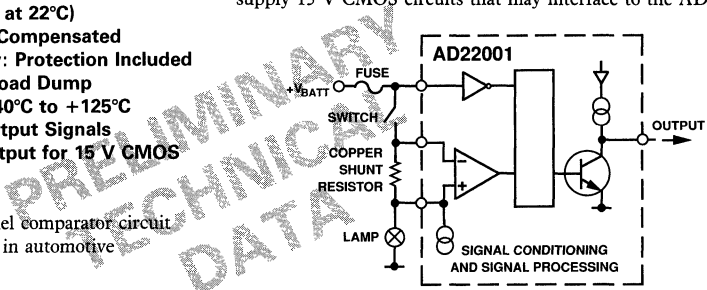 at 22°C)
Compensated
: Protection Included
oad Dump
40°C to +125°C
tput Signals
tput for 15 V CMOS
el comparator circuit
in automotive
supply 15 V CMOS circuits that may interface to the AD
PRELIMINARY
TECHNICAL
DATA
AD22001
FUSE
+VBATT
SWITCH
COPPER
SHUNT
RESISTOR
LAMP
−
+
OUTPUT
SIGNAL CONDITIONING
AND SIGNAL PROCESSING